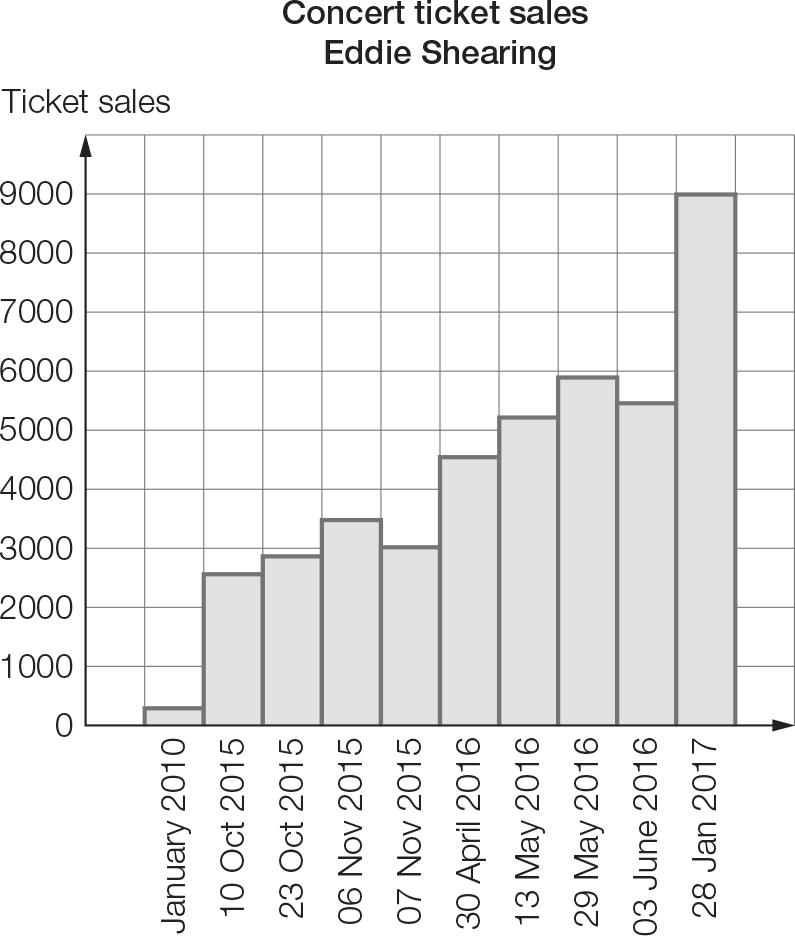 Concert ticket sales
Eddie Shearing
Ticket sales
9000
8000
7000
6000
5000
4000
3000
2000
1000
0
January 2010
10 Oct 2015
23 Oct 2015
06 Nov 2015
07 Nov 2015
30 April 2016
13 May 2016
29 May 2016
03 June 2016
28 Jan 2017